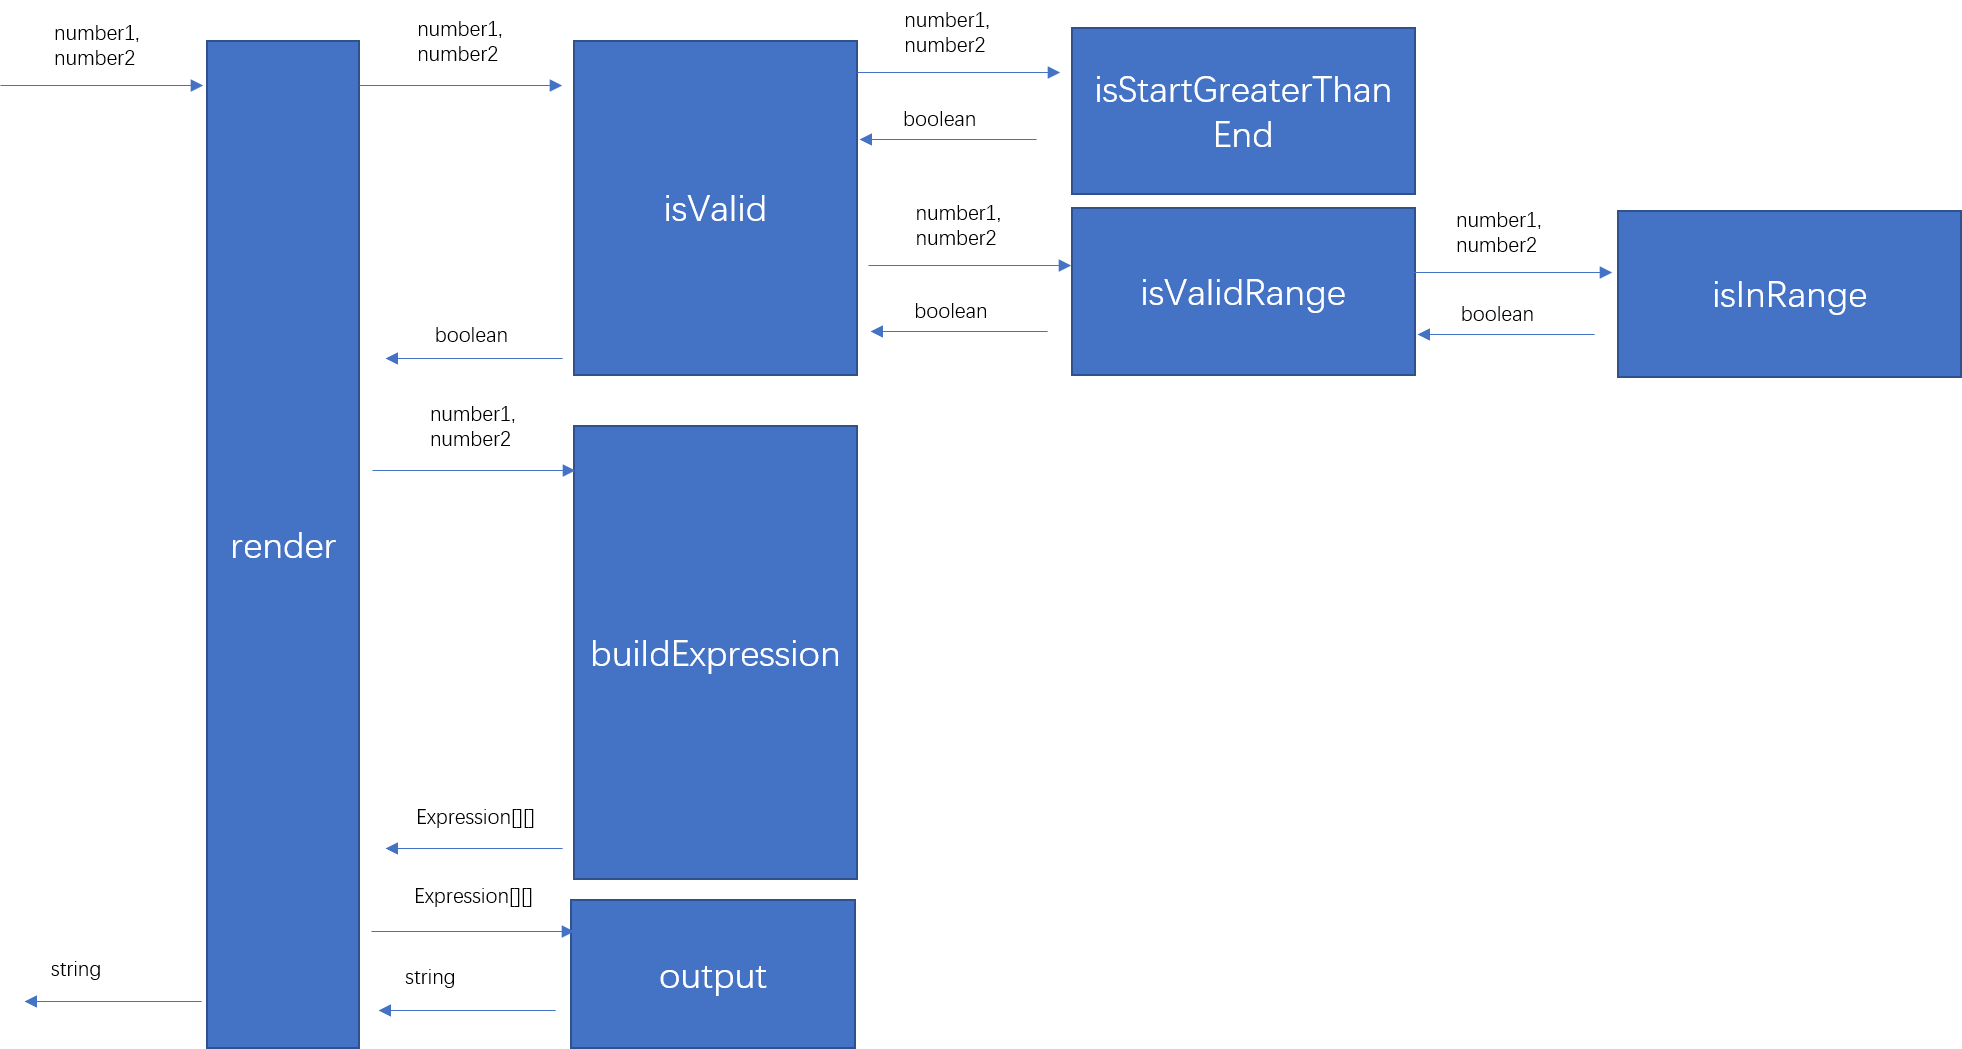 number1,
number2
render
number1,
number2
isValid
number1,
number2
boolean
isStartGreaterThan
End
number1,
number2
boolean
isValidRange
number1,
number2
boolean
isInRange
boolean
number1,
number2
buildExpression
Expression[][]
Expression[][]
output
string
string